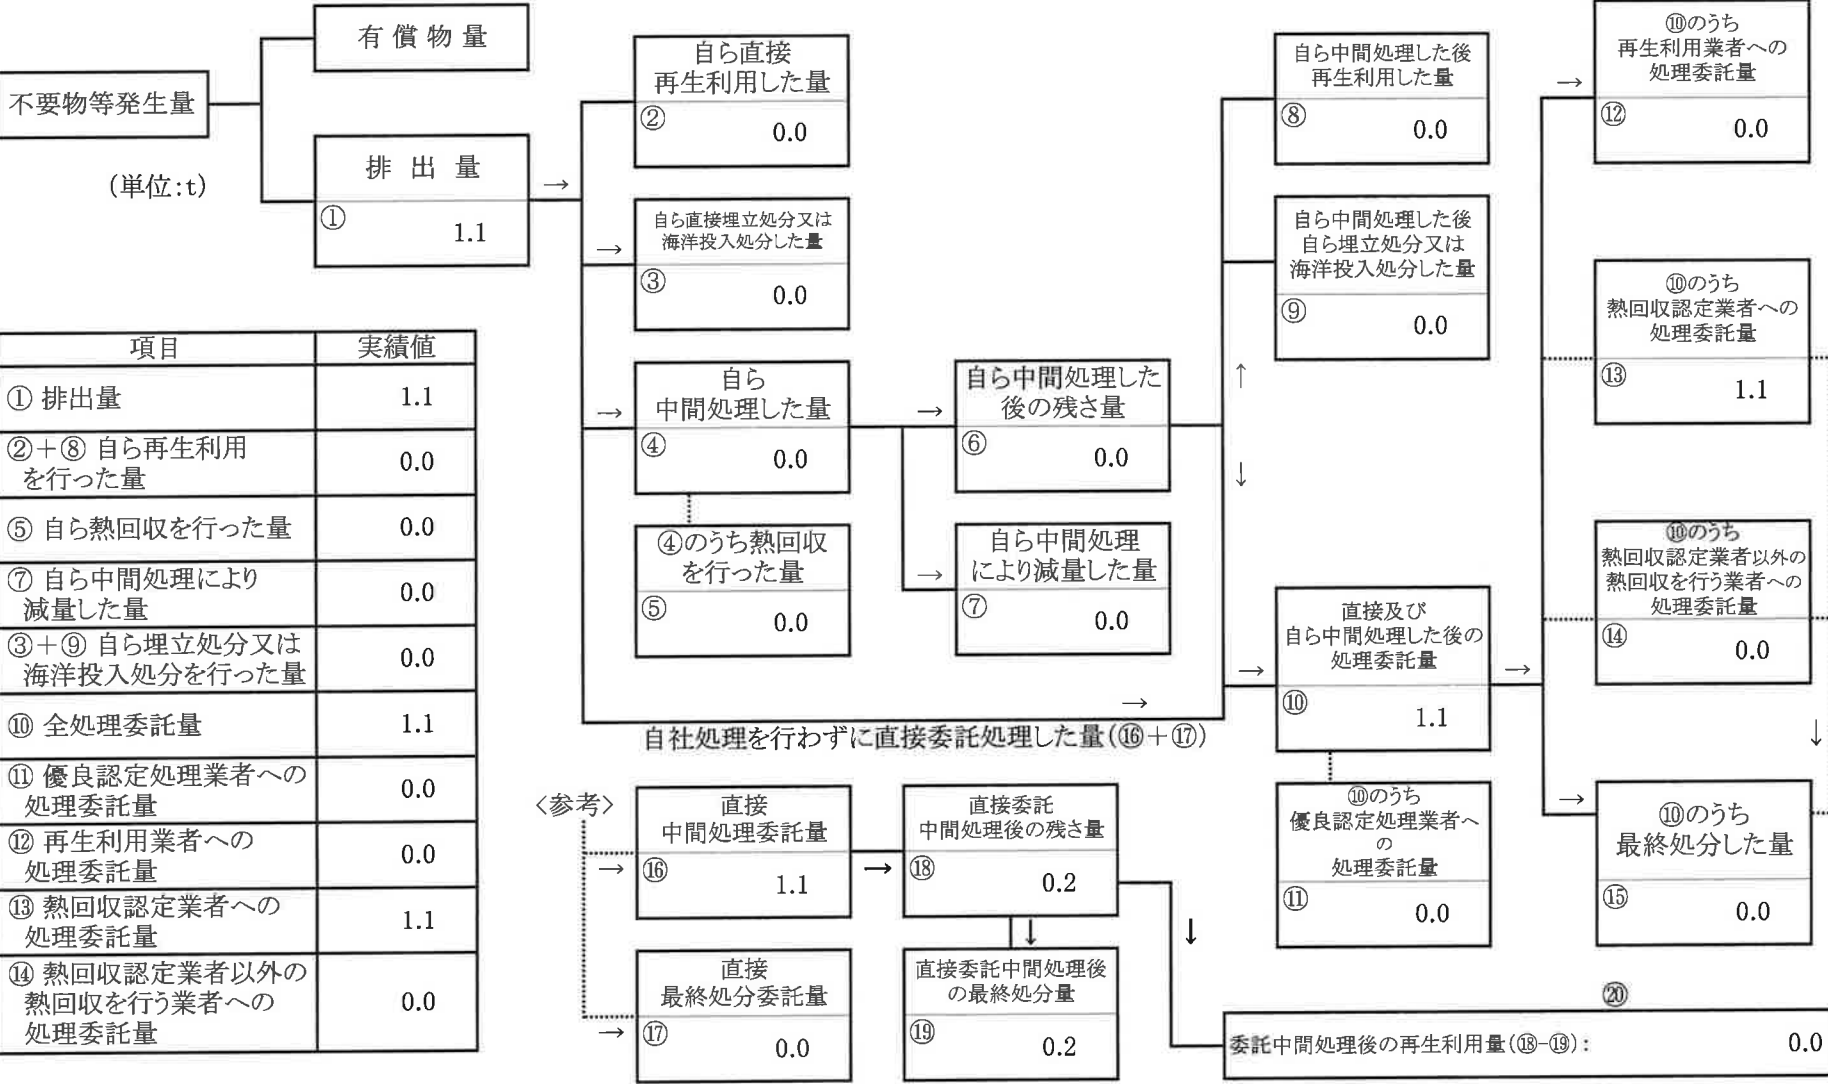 不要物等発生量
(単位:t)
有償物量
排出量
①
1.1
自ら直接
再生利用した量
②
0.0
自ら直接埋立処分又は
海洋投入処分した量
③
0.0
自ら
中間処理した量
④
0.0
④のうち熱回収
を行った量
⑤
0.0
自ら中間処理した
後の残さ量
⑥
0.0
自ら中間処理
により減量した量
⑦
0.0
自ら中間処理した後
再生利用した量
⑧
0.0
自ら中間処理した後
自ら埋立処分又は
海洋投入処分した量
⑨
0.0
直接及び
自ら中間処理した後の
処理委託量
⑩
1.1
⑩のうち
優良認定処理業者へ
の
処理委託量
⑪
0.0
⑩のうち
再生利用業者への
処理委託量
⑫
0.0
⑩のうち
熱回収認定業者への
処理委託量
⑬
1.1
⑩のうち
熱回収認定業者以外の
熱回収を行う業者への
処理委託量
⑭
0.0
⑩のうち
最終処分した量
⑮
0.0
自社処理を行わずに直接委託処理した量(⑯+⑰)
〈参考〉
直接
中間処理委託量
⑯
1.1
直接
最終処分委託量
⑰
0.0
直接委託
中間処理後の残さ量
⑱
0.2
直接委託中間処理後
の最終処分量
⑲
0.2
⑳
委託中間処理後の再生利用量(⑱-⑲): 0.0
項目 実績値
① 排出量 1.1
②+⑧ 自ら再生利用
を行った量 0.0
⑤ 自ら熱回収を行った量 0.0
⑦ 自ら中間処理により
減量した量 0.0
③+⑨ 自ら埋立処分又は
海洋投入処分を行った量 0.0
⑩ 全処理委託量 1.1
⑪ 優良認定処理業者への
処理委託量 0.0
⑫ 再生利用業者への
処理委託量 0.0
⑬ 熱回収認定業者への
処理委託量 1.1
⑭ 熱回収認定業者以外の
熱回収を行う業者への
処理委託量 0.0